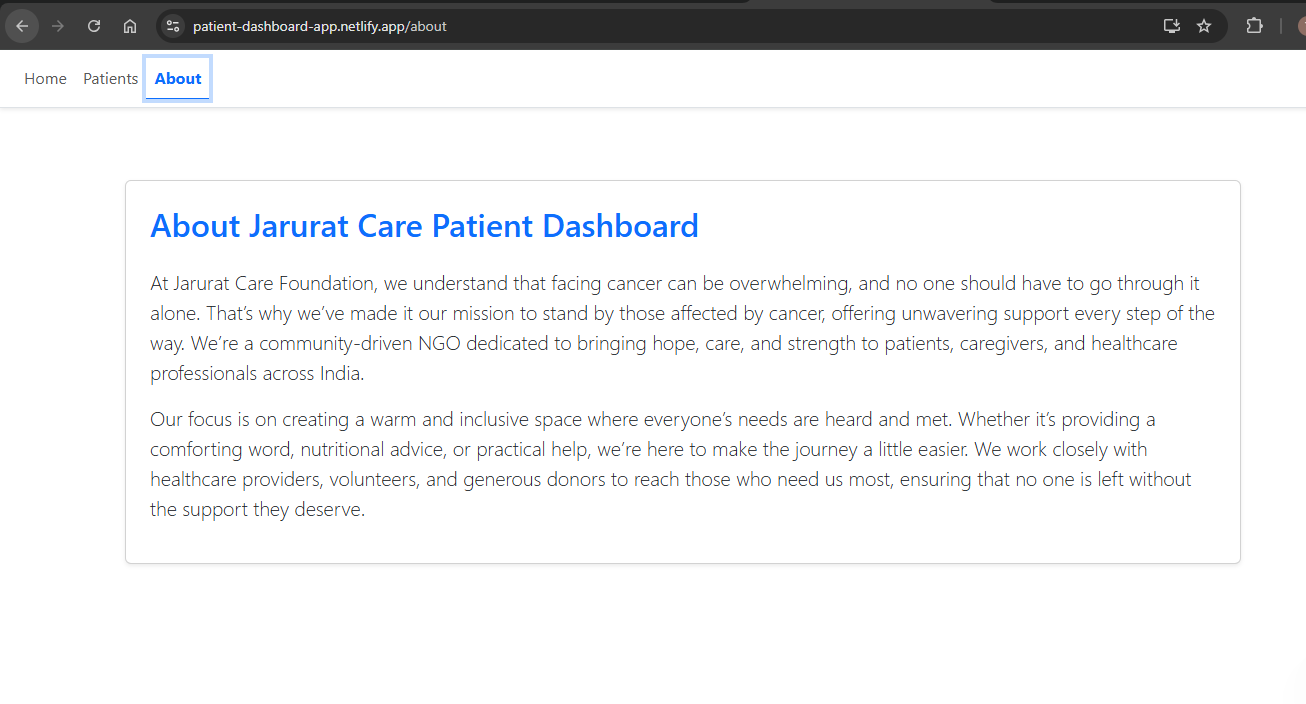 patient-dashboard-app.netlify.app/about
Home Patients About
About Jarurat Care Patient Dashboard
At Jarurat Care Foundation, we understand that facing cancer can be overwhelming, and no one should have to go through it
alone. That’s why we’ve made it our mission to stand by those affected by cancer, offering unwavering support every step of the
way. We’re a community-driven NGO dedicated to bringing hope, care, and strength to patients, caregivers, and healthcare
professionals across India.
Our focus is on creating a warm and inclusive space where everyone’s needs are heard and met. Whether it’s providing a
comforting word, nutritional advice, or practical help, we’re here to make the journey a little easier. We work closely with
healthcare providers, volunteers, and generous donors to reach those who need us most, ensuring that no one is left without
the support they deserve.